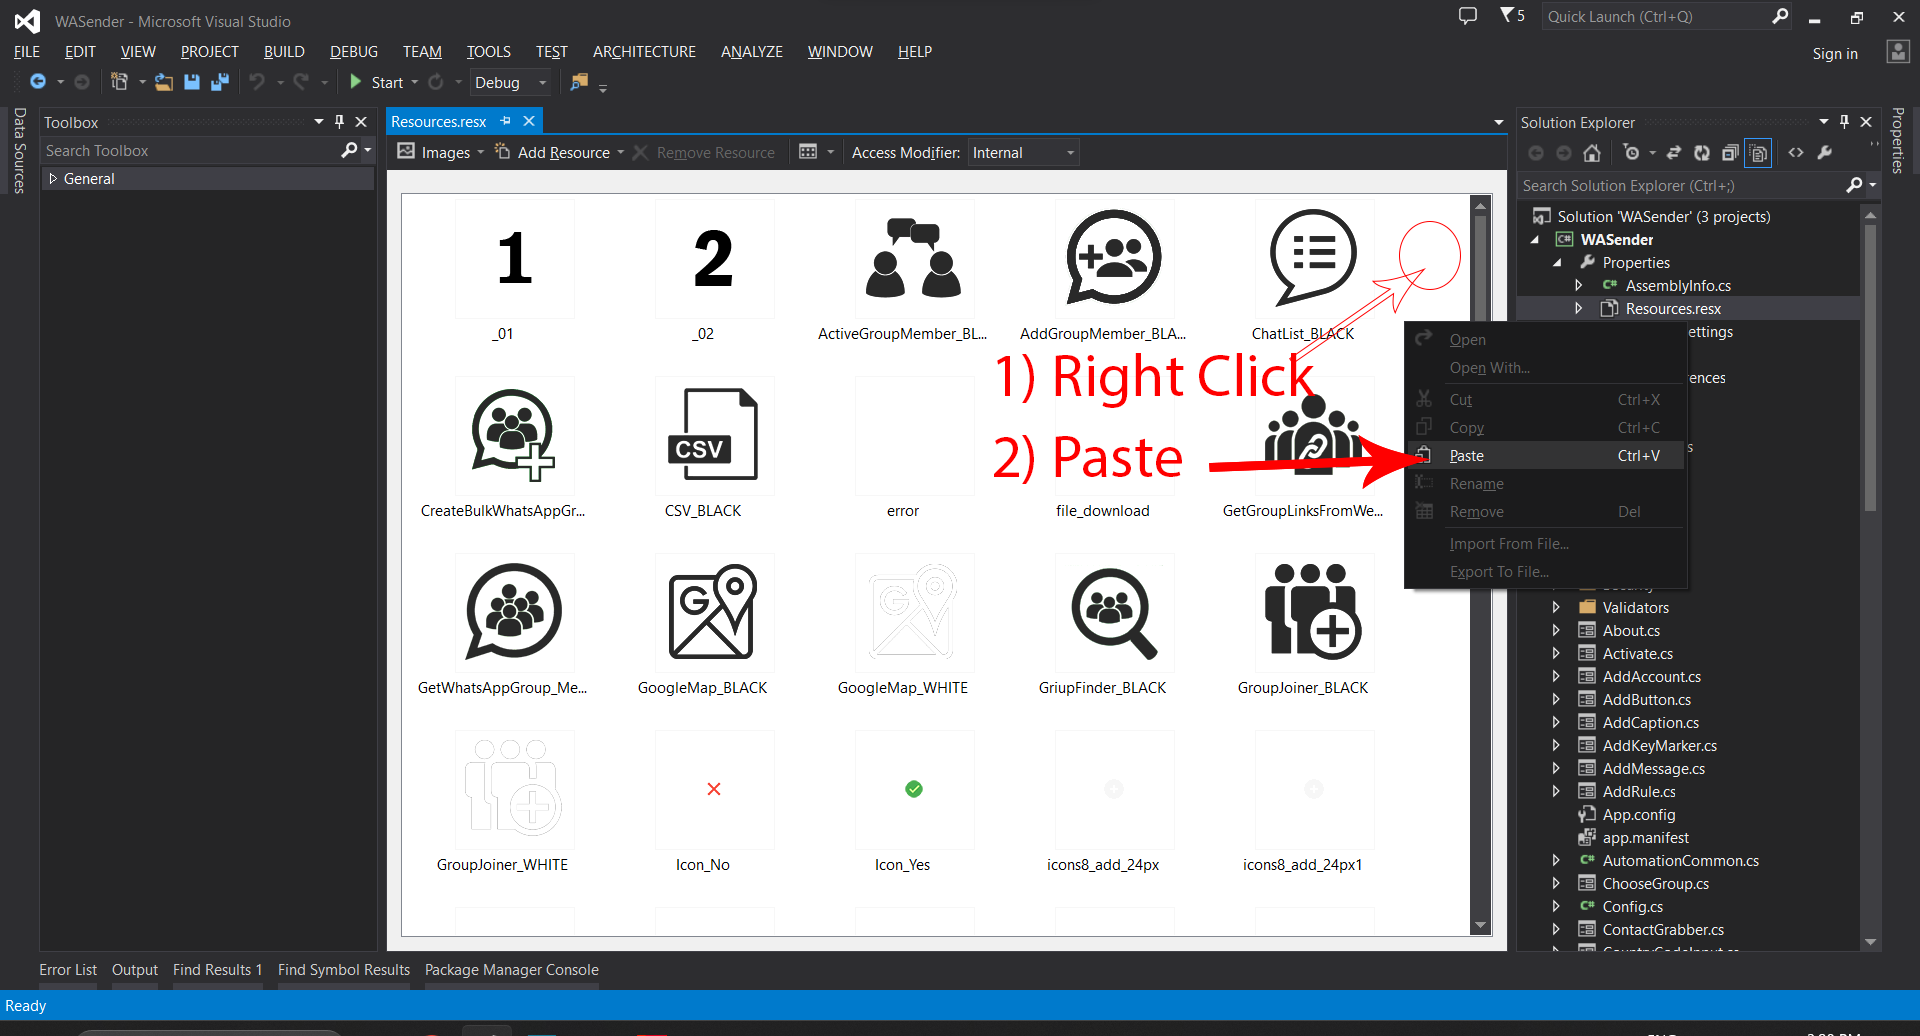 WASender - Microsoft Visual Studio
5
Quick Launch (Ctrl+Q)
FILE EDIT VIEW PROJECT BUILD DEBUG TEAM TOOLS TEST ARCHITECTURE ANALYZE WINDOW HELP
Sign in
Start Debug
Data Sources
Toolbox
Search Toolbox
General
Resources.resx
Images Add Resource Remove Resource Access Modifier: Internal
1 2
_01 _02 ActiveGroupMember_BL... AddGroupMember_BLA... ChatList_BLACK
1) Right Click
CSV
2) Paste
CreateBulkWhatsAppGr... CSV_BLACK error file_download GetGroupLinksFromWe...
G
GetWhatsAppGroup_Me... GoogleMap_BLACK GoogleMap_WHITE GriupFinder_BLACK GroupJoiner_BLACK
GroupJoiner_WHITE Icon_No Icon_Yes icons8_add_24px icons8_add_24px1
Open
Open With...
Cut Ctrl+X
Copy Ctrl+C
Paste Ctrl+V
Rename
Remove Del
Import From File...
Export To File...
Solution Explorer
Search Solution Explorer (Ctrl+;)
Solution 'WASender' (3 projects)
C# WASender
Properties
C# AssemblyInfo.cs
Resources.resx
ettings
ences
s
Validators
About.cs
Activate.cs
AddAccount.cs
AddButton.cs
AddCaption.cs
AddKeyMarker.cs
AddMessage.cs
AddRule.cs
App.config
app.manifest
C# AutomationCommon.cs
ChooseGroup.cs
C# Config.cs
ContactGrabber.cs
Properties
Error List Output Find Results 1 Find Symbol Results Package Manager Console
Ready